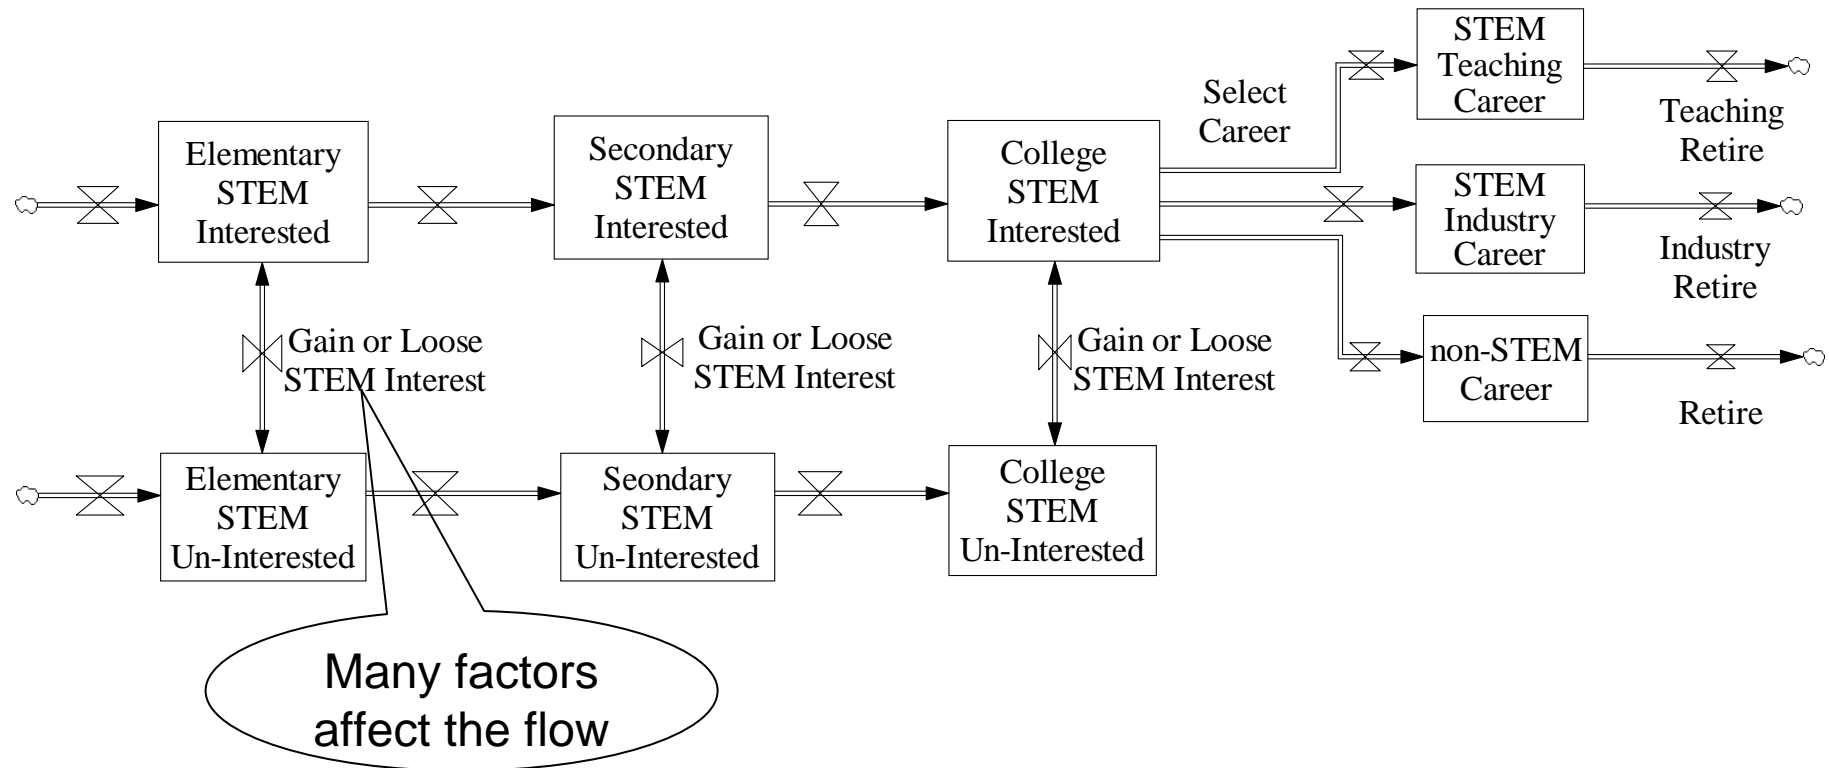 STEM
Teaching
Career
Select
Career
Teaching
Retire
Elementary
STEM
Interested
Secondary
STEM
Interested
College
STEM
Interested
STEM
Industry
Career
Industry
Retire
Gain or Loose
STEM Interest
Gain or Loose
STEM Interest
Gain or Loose
STEM Interest
non-STEM
Career
Retire
Elementary
STEM
Un-Interested
Seondary
STEM
Un-Interested
College
STEM
Un-Interested
Many factors
affect the flow